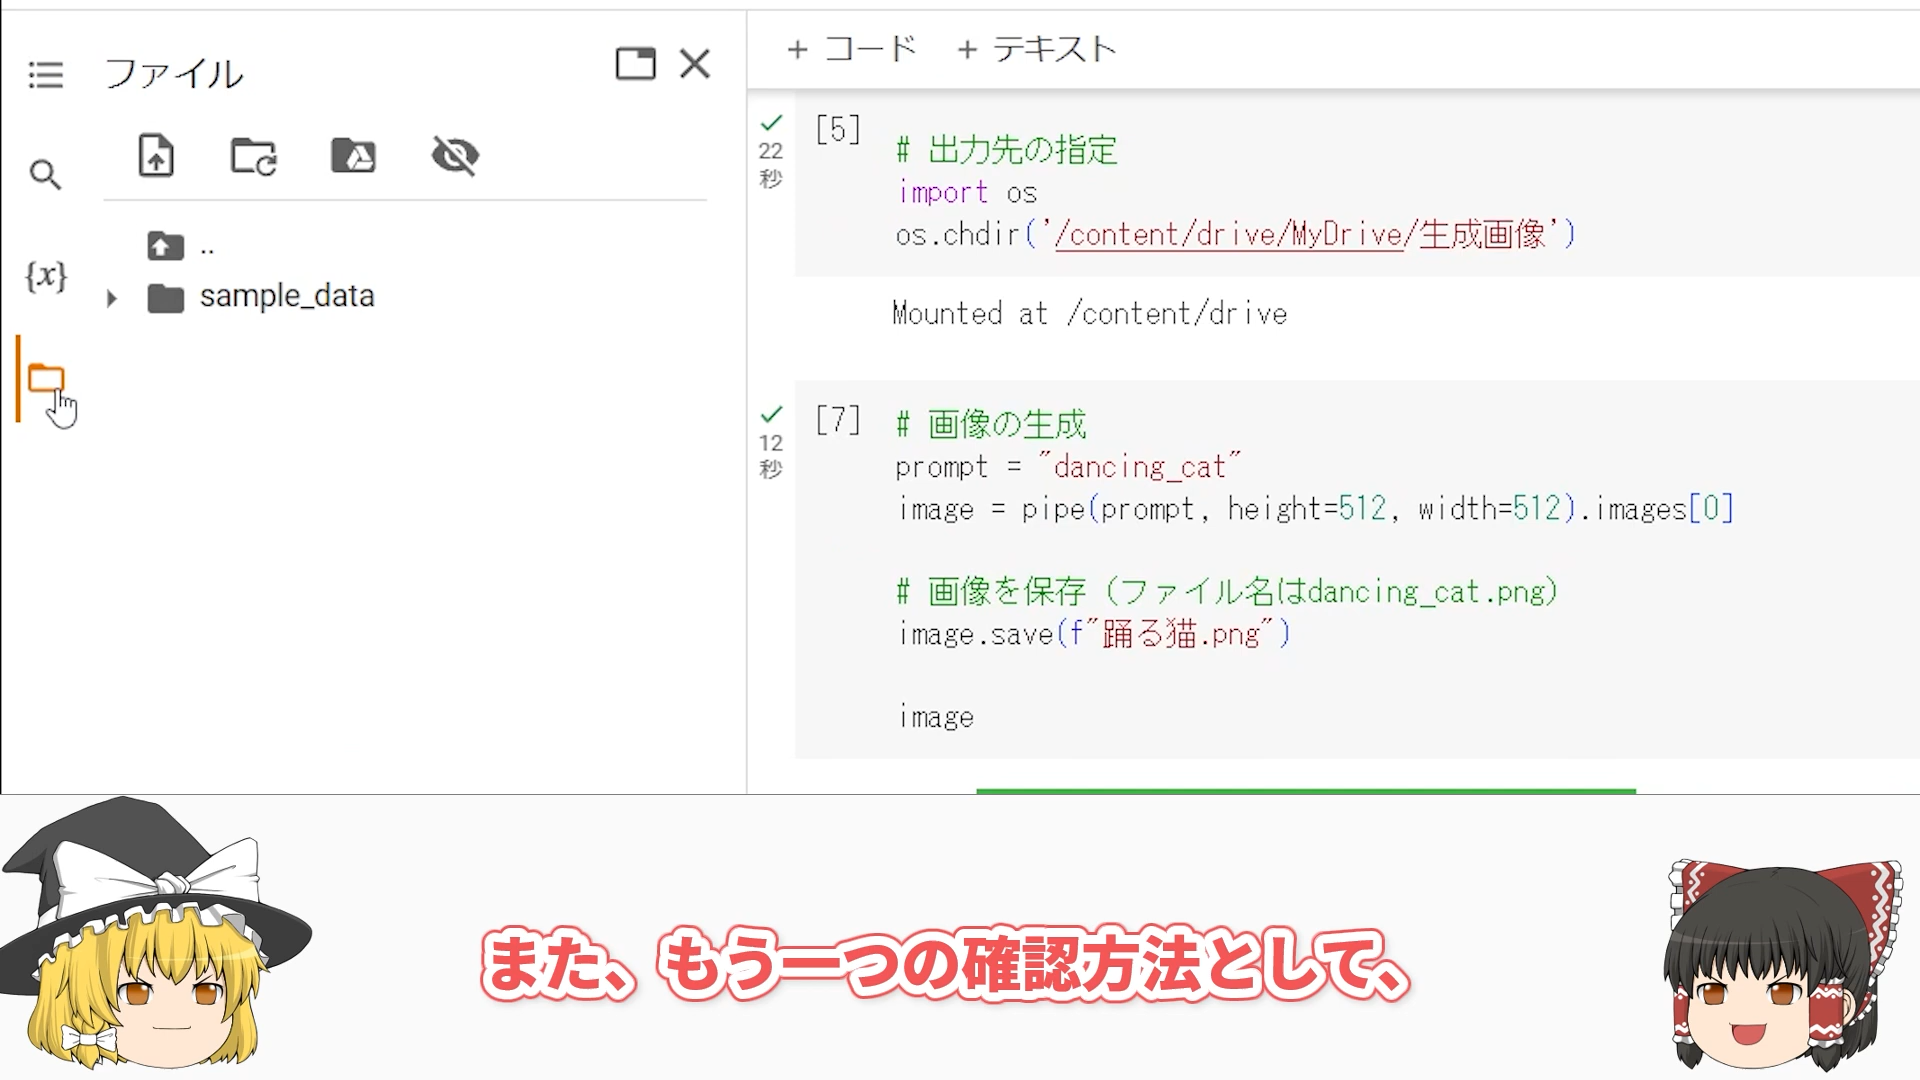 ファイル
..
sample_data
{x}
+ コード + テキスト
22
秒
[5]
# 出力先の指定
import os
os.chdir('/content/drive/MyDrive/生成画像')
Mounted at /content/drive
12
秒
[7]
# 画像の生成
prompt = "dancing_cat"
image = pipe(prompt, height=512, width=512).images[0]
# 画像を保存（ファイル名はdancing_cat.png）
image.save(f"踊る猫.png")
image
また、もう一つの確認方法として、